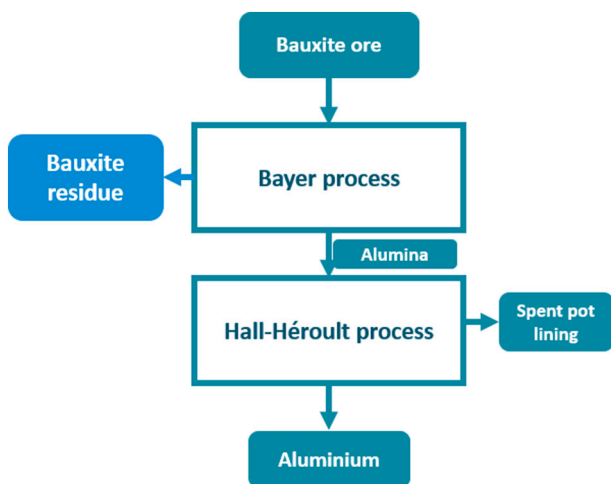 Bauxite ore
Bauxite
residue
Bayer process
Alumina
Hall-Héroult process
Spent pot
lining
Aluminium